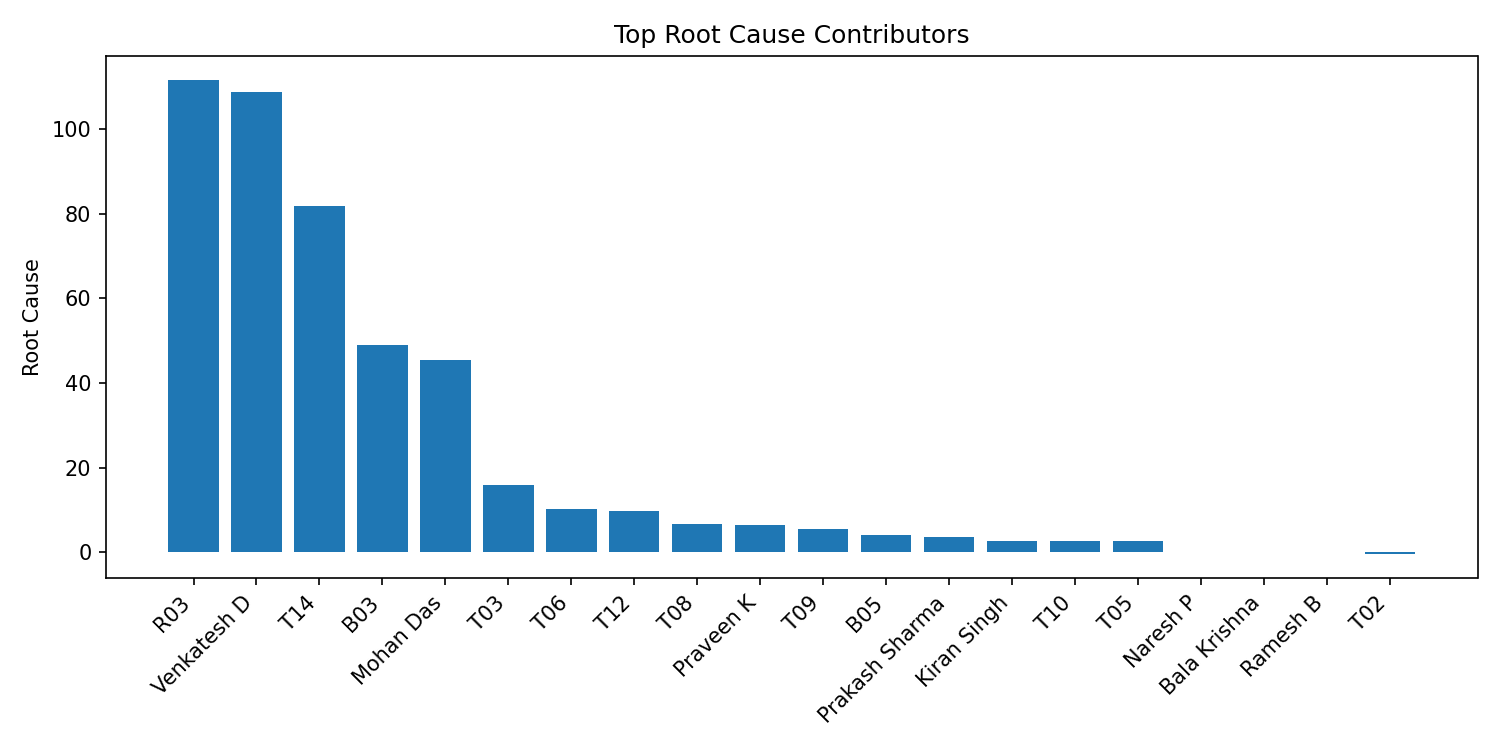 Top Root Cause Contributors
Root Cause
100
80
60
40
20
0
R03
Venkatesh D
T14
B03
Mohan Das
T03
T06
T12
T08
Praveen K
T09
B05
Prakash Sharma
Kiran Singh
T10
T05
Naresh P
Bala Krishna
Ramesh B
T02